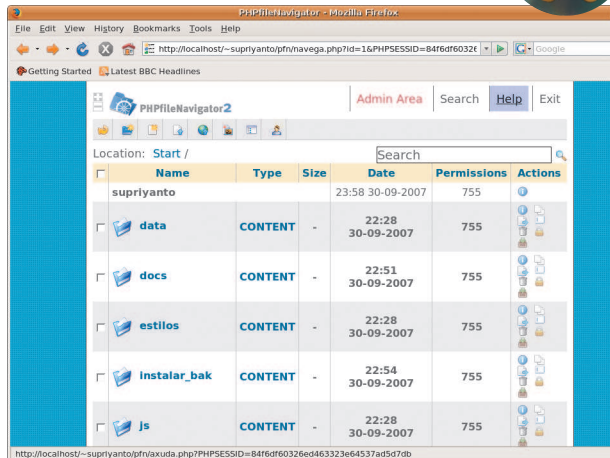 PHPfileNavigator - Mozilla Firefox
File Edit View History Bookmarks Tools Help
http://localhost/~supriyanto/pfn/navega.php?id=1&PHPSESSID=84f6df6032e Google
Getting Started Latest BBC Headlines
PHPfileNavigator2 Admin Area Search Help Exit
Location: Start / Search
Name Type Size Date Permissions Actions
supriyanto 23:58 30-09-2007 755
data CONTENT - 22:28 30-09-2007 755
docs CONTENT - 22:51 30-09-2007 755
estilos CONTENT - 22:28 30-09-2007 755
instalar_bak CONTENT - 22:54 30-09-2007 755
js CONTENT - 22:28 30-09-2007 755
http://localhost/~supriyanto/pfn/axuda.php?PHPSESSID=84f6df60326ed463323e64537ad5d7db